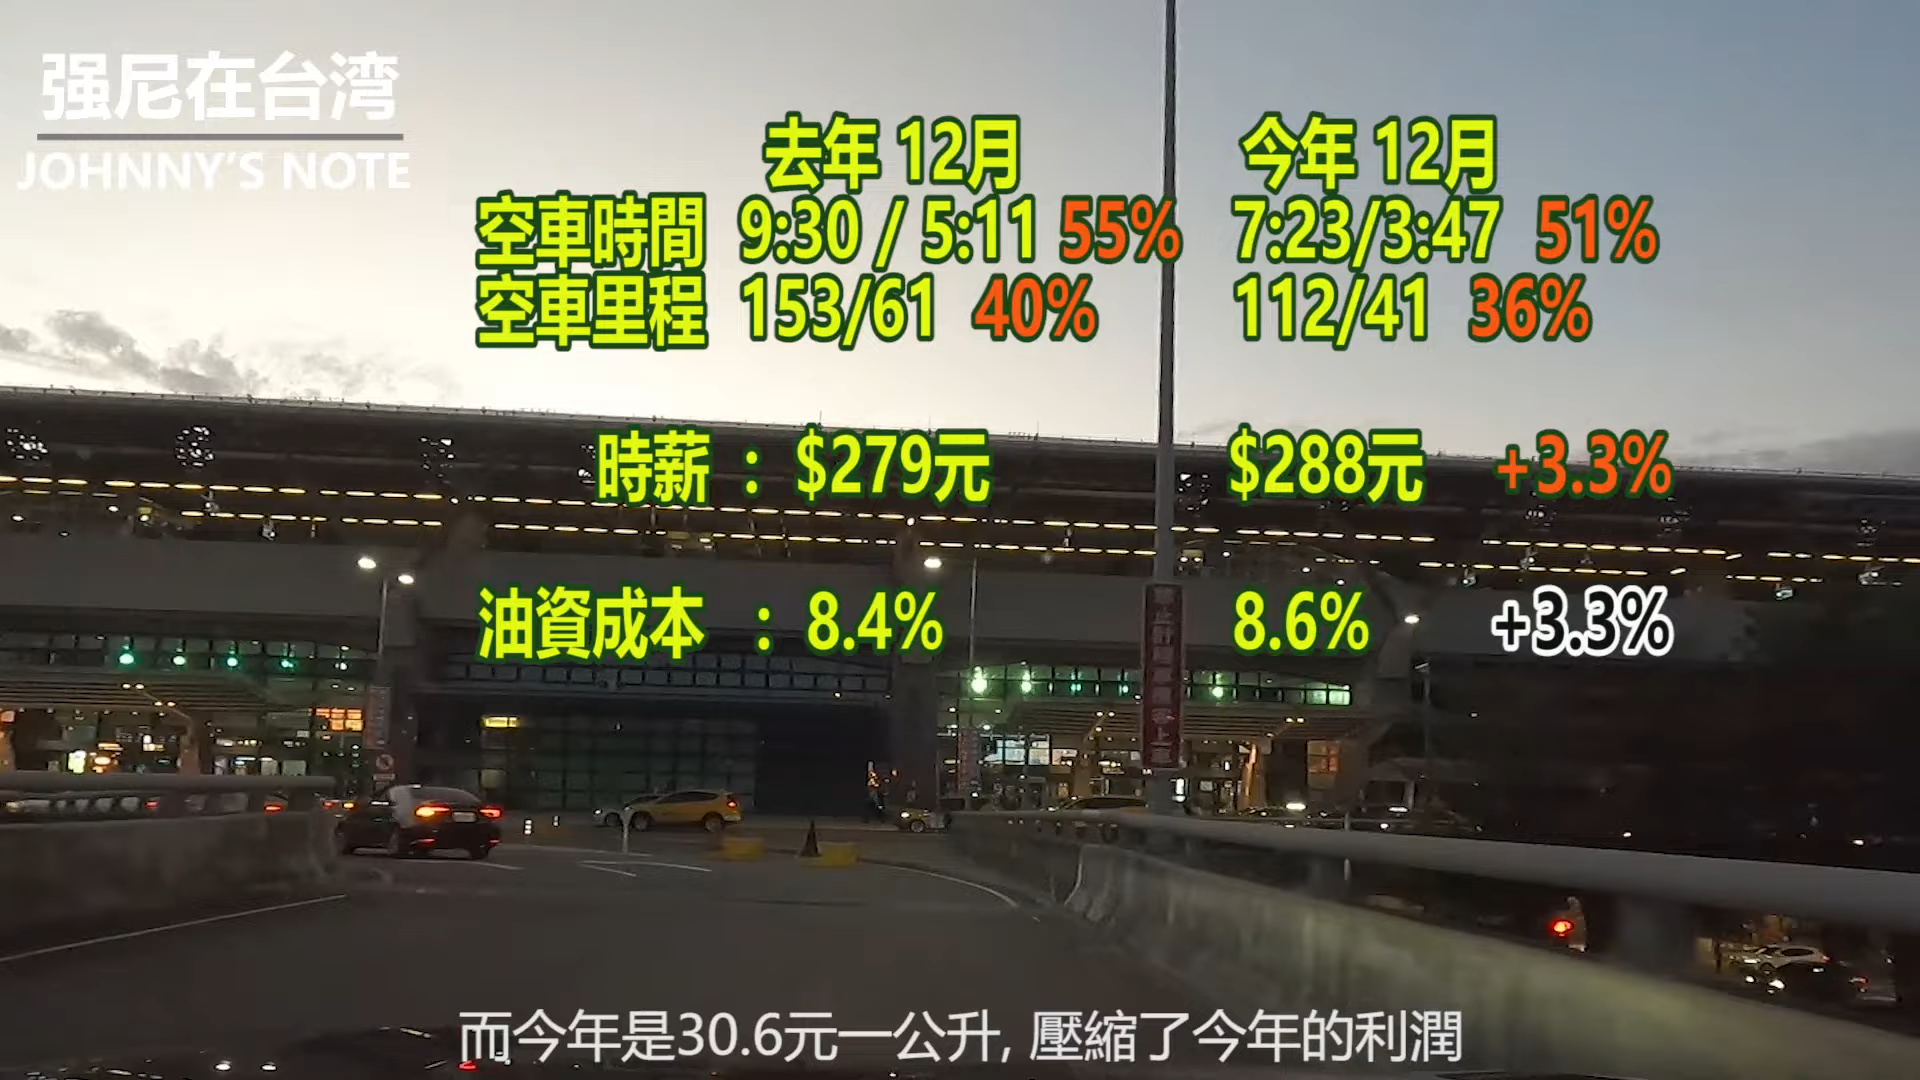 强尼在台湾
JOHNNY'S NOTE
去年 12月 今年 12月
空車時間 9:30 / 5:11 55% 7:23/3:47 51%
空車里程 153/61 40% 112/41 36%
時薪 : $279元 $288元 +3.3%
油資成本 : 8.4% 8.6% +3.3%
而今年是30.6元一公升, 壓縮了今年的利潤